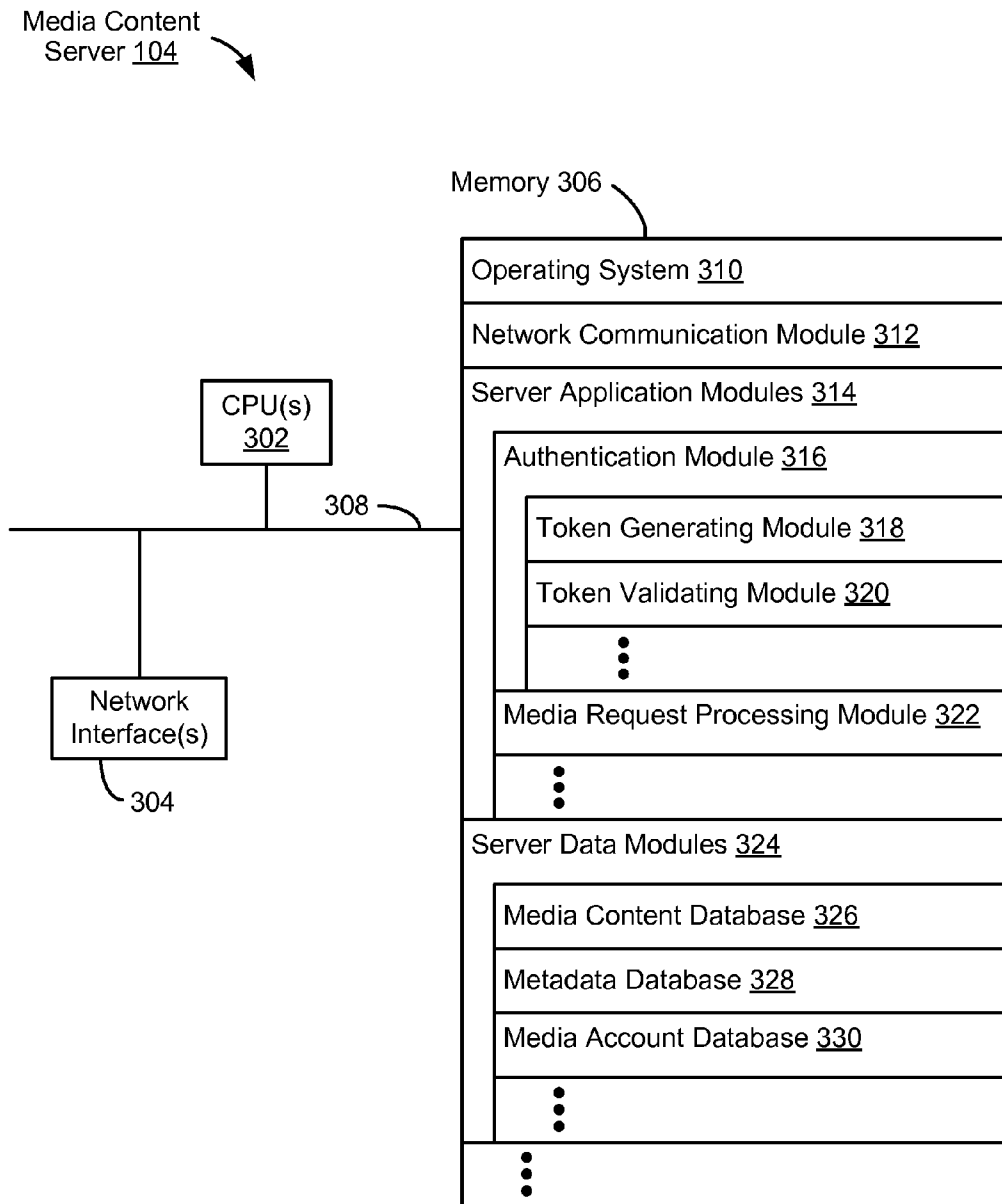 Media Content
Server 104
Memory 306
Operating System 310
Network Communication Module 312
Server Application Modules 314
CPU(s)
302
Authentication Module 316
308
Token Generating Module 318
Token Validating Module 320
Network
Interface(s)
Media Request Processing Module 322
304
Server Data Modules 324
Media Content Database 326
Metadata Database 328
Media Account Database 330